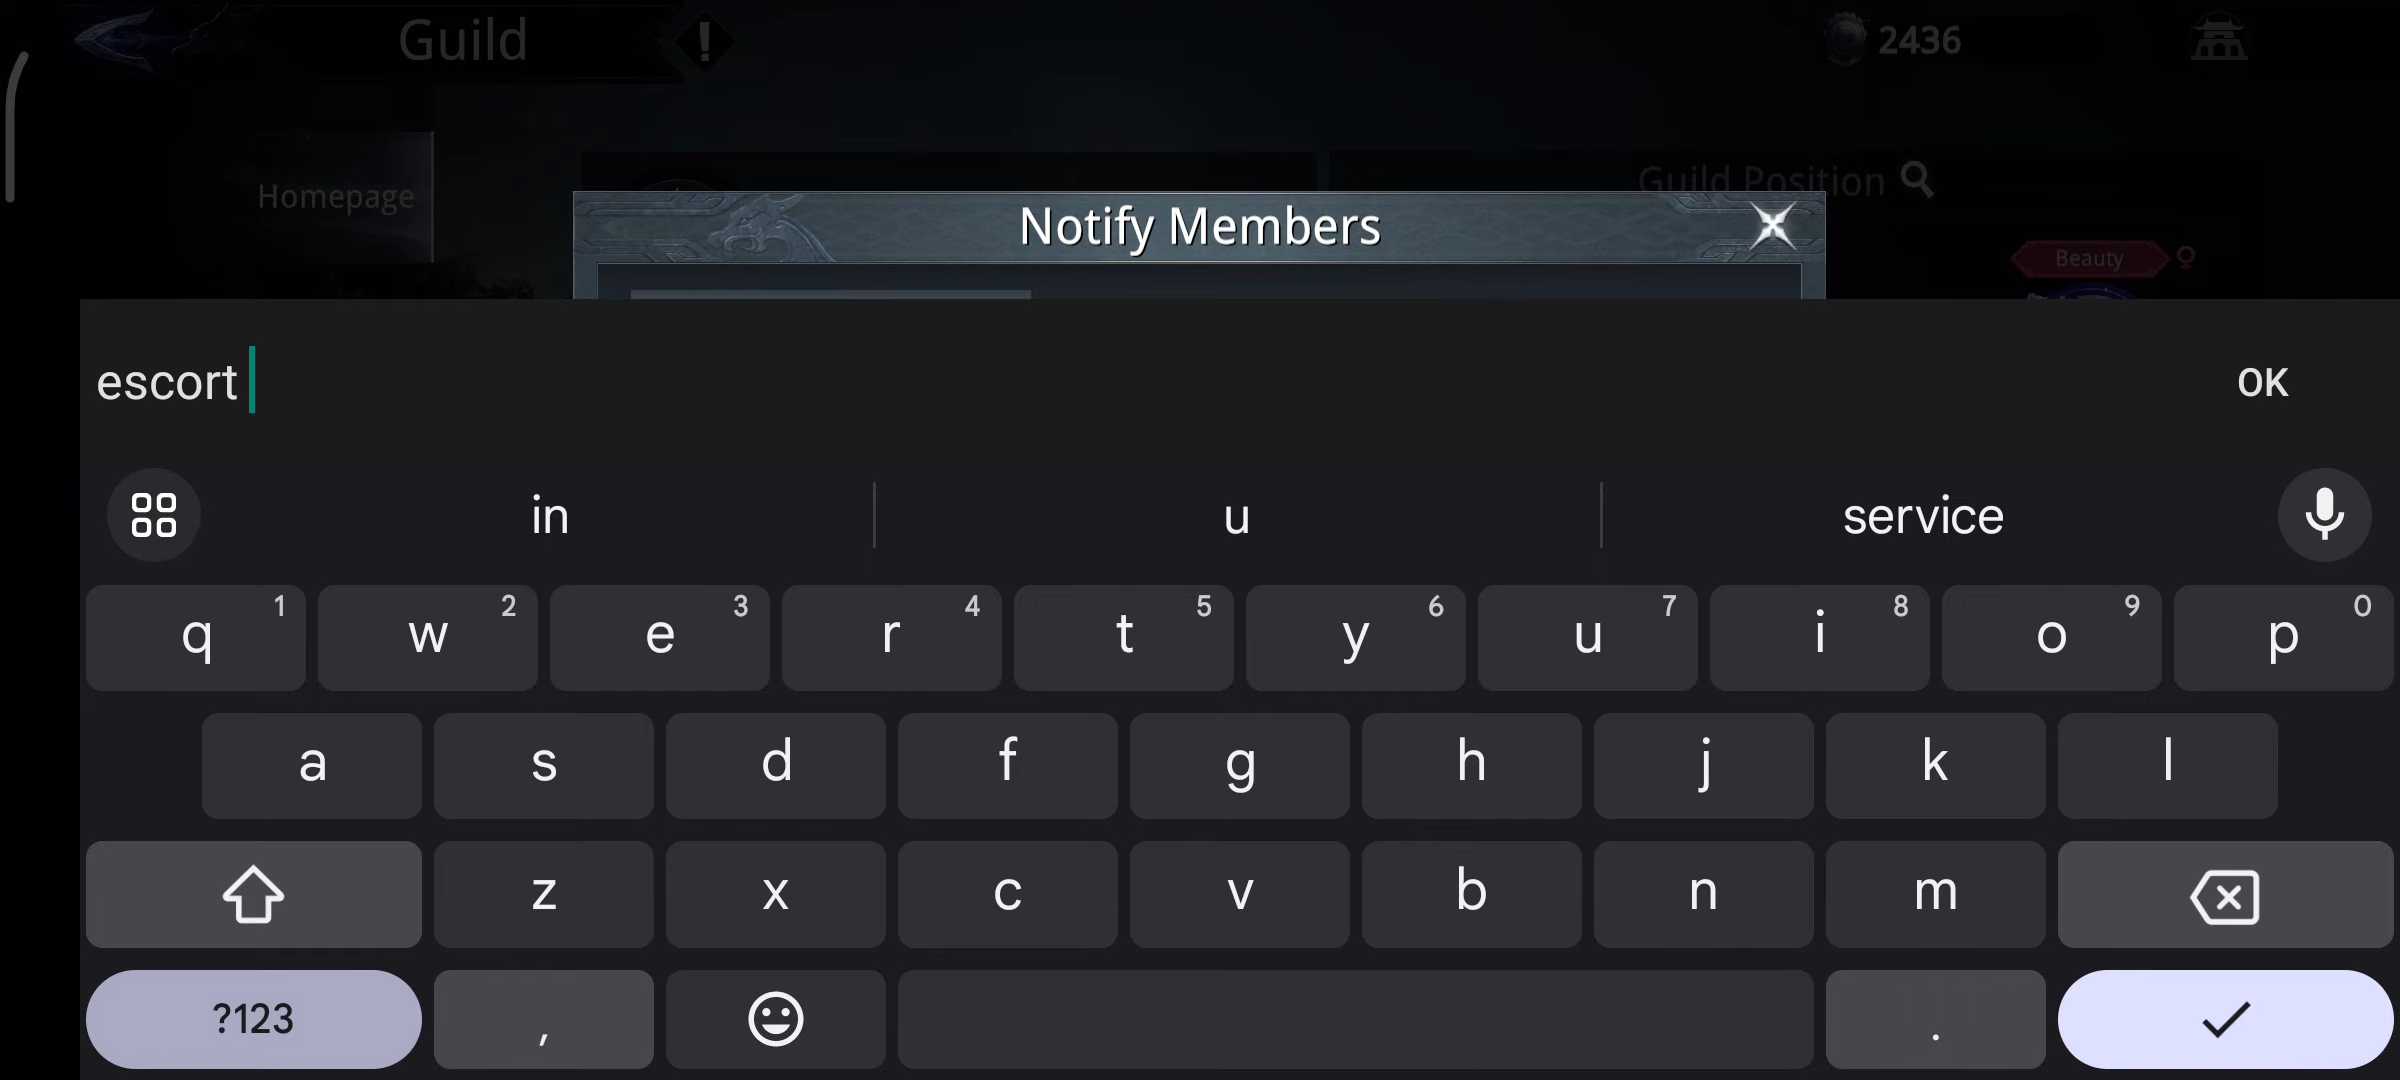 Guild
!
2436
Homepage
Guild Position
Notify Members
Beauty
escort
OK
in
u
service
q 1 w 2 e 3 r 4 t 5 y 6 u 7 i 8 o 9 p 0
a s d f g h j k l
z x c v b n m
?123 , .